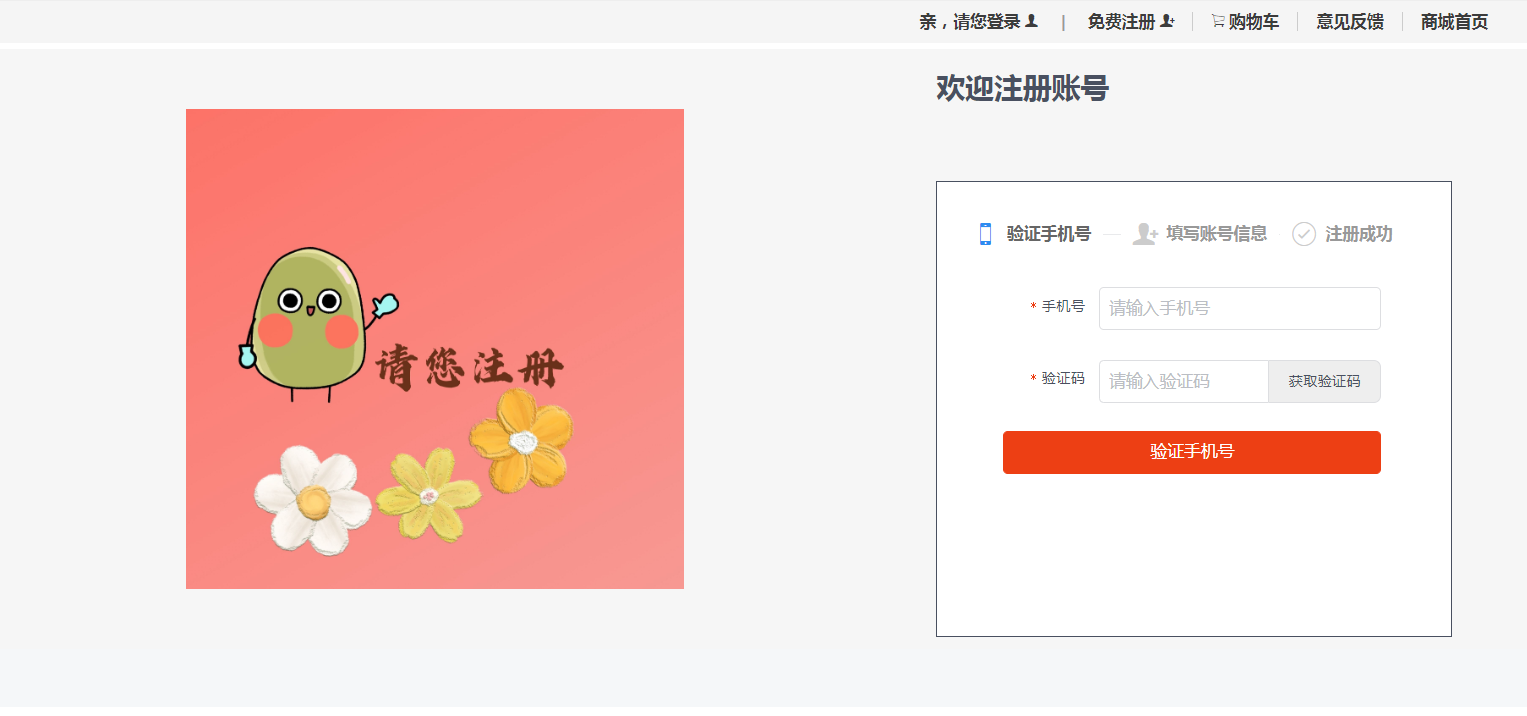 亲，请您登录 | 免费注册 购物车 意见反馈 商城首页
欢迎注册账号
请您注册
验证手机号 填写账号信息 注册成功
* 手机号 请输入手机号
* 验证码 请输入验证码 获取验证码
验证手机号